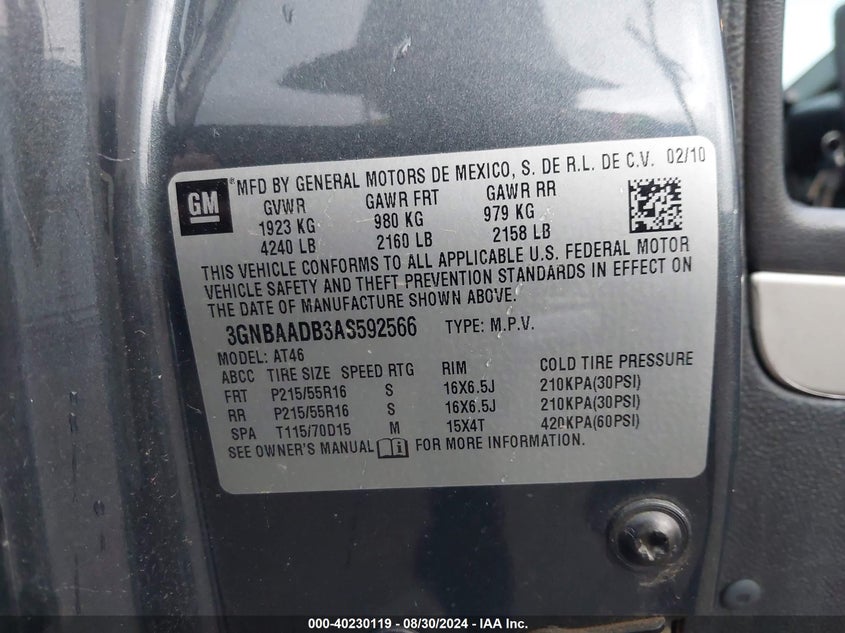 GM
® MFD BY GENERAL MOTORS DE MEXICO, S. DE R.L. DE C.V. 02/10
GVWR GAWR FRT GAWR RR
1923 KG 980 KG 979 KG
4240 LB 2160 LB 2158 LB
THIS VEHICLE CONFORMS TO ALL APPLICABLE U.S. FEDERAL MOTOR
VEHICLE SAFETY AND THEFT PREVENTION STANDARDS IN EFFECT ON
THE DATE OF MANUFACTURE SHOWN ABOVE.
3GNBAADB3AS592566 TYPE: M.P.V.
MODEL: AT46
ABCC TIRE SIZE SPEED RTG RIM COLD TIRE PRESSURE
FRT P215/55R16 S 16X6.5J 210KPA(30PSI)
RR P215/55R16 S 16X6.5J 210KPA(30PSI)
SPA T115/70D15 M 15X4T 420KPA(60PSI)
SEE OWNER'S MANUAL FOR MORE INFORMATION.
000-40230119 - 08/30/2024 - IAA Inc.